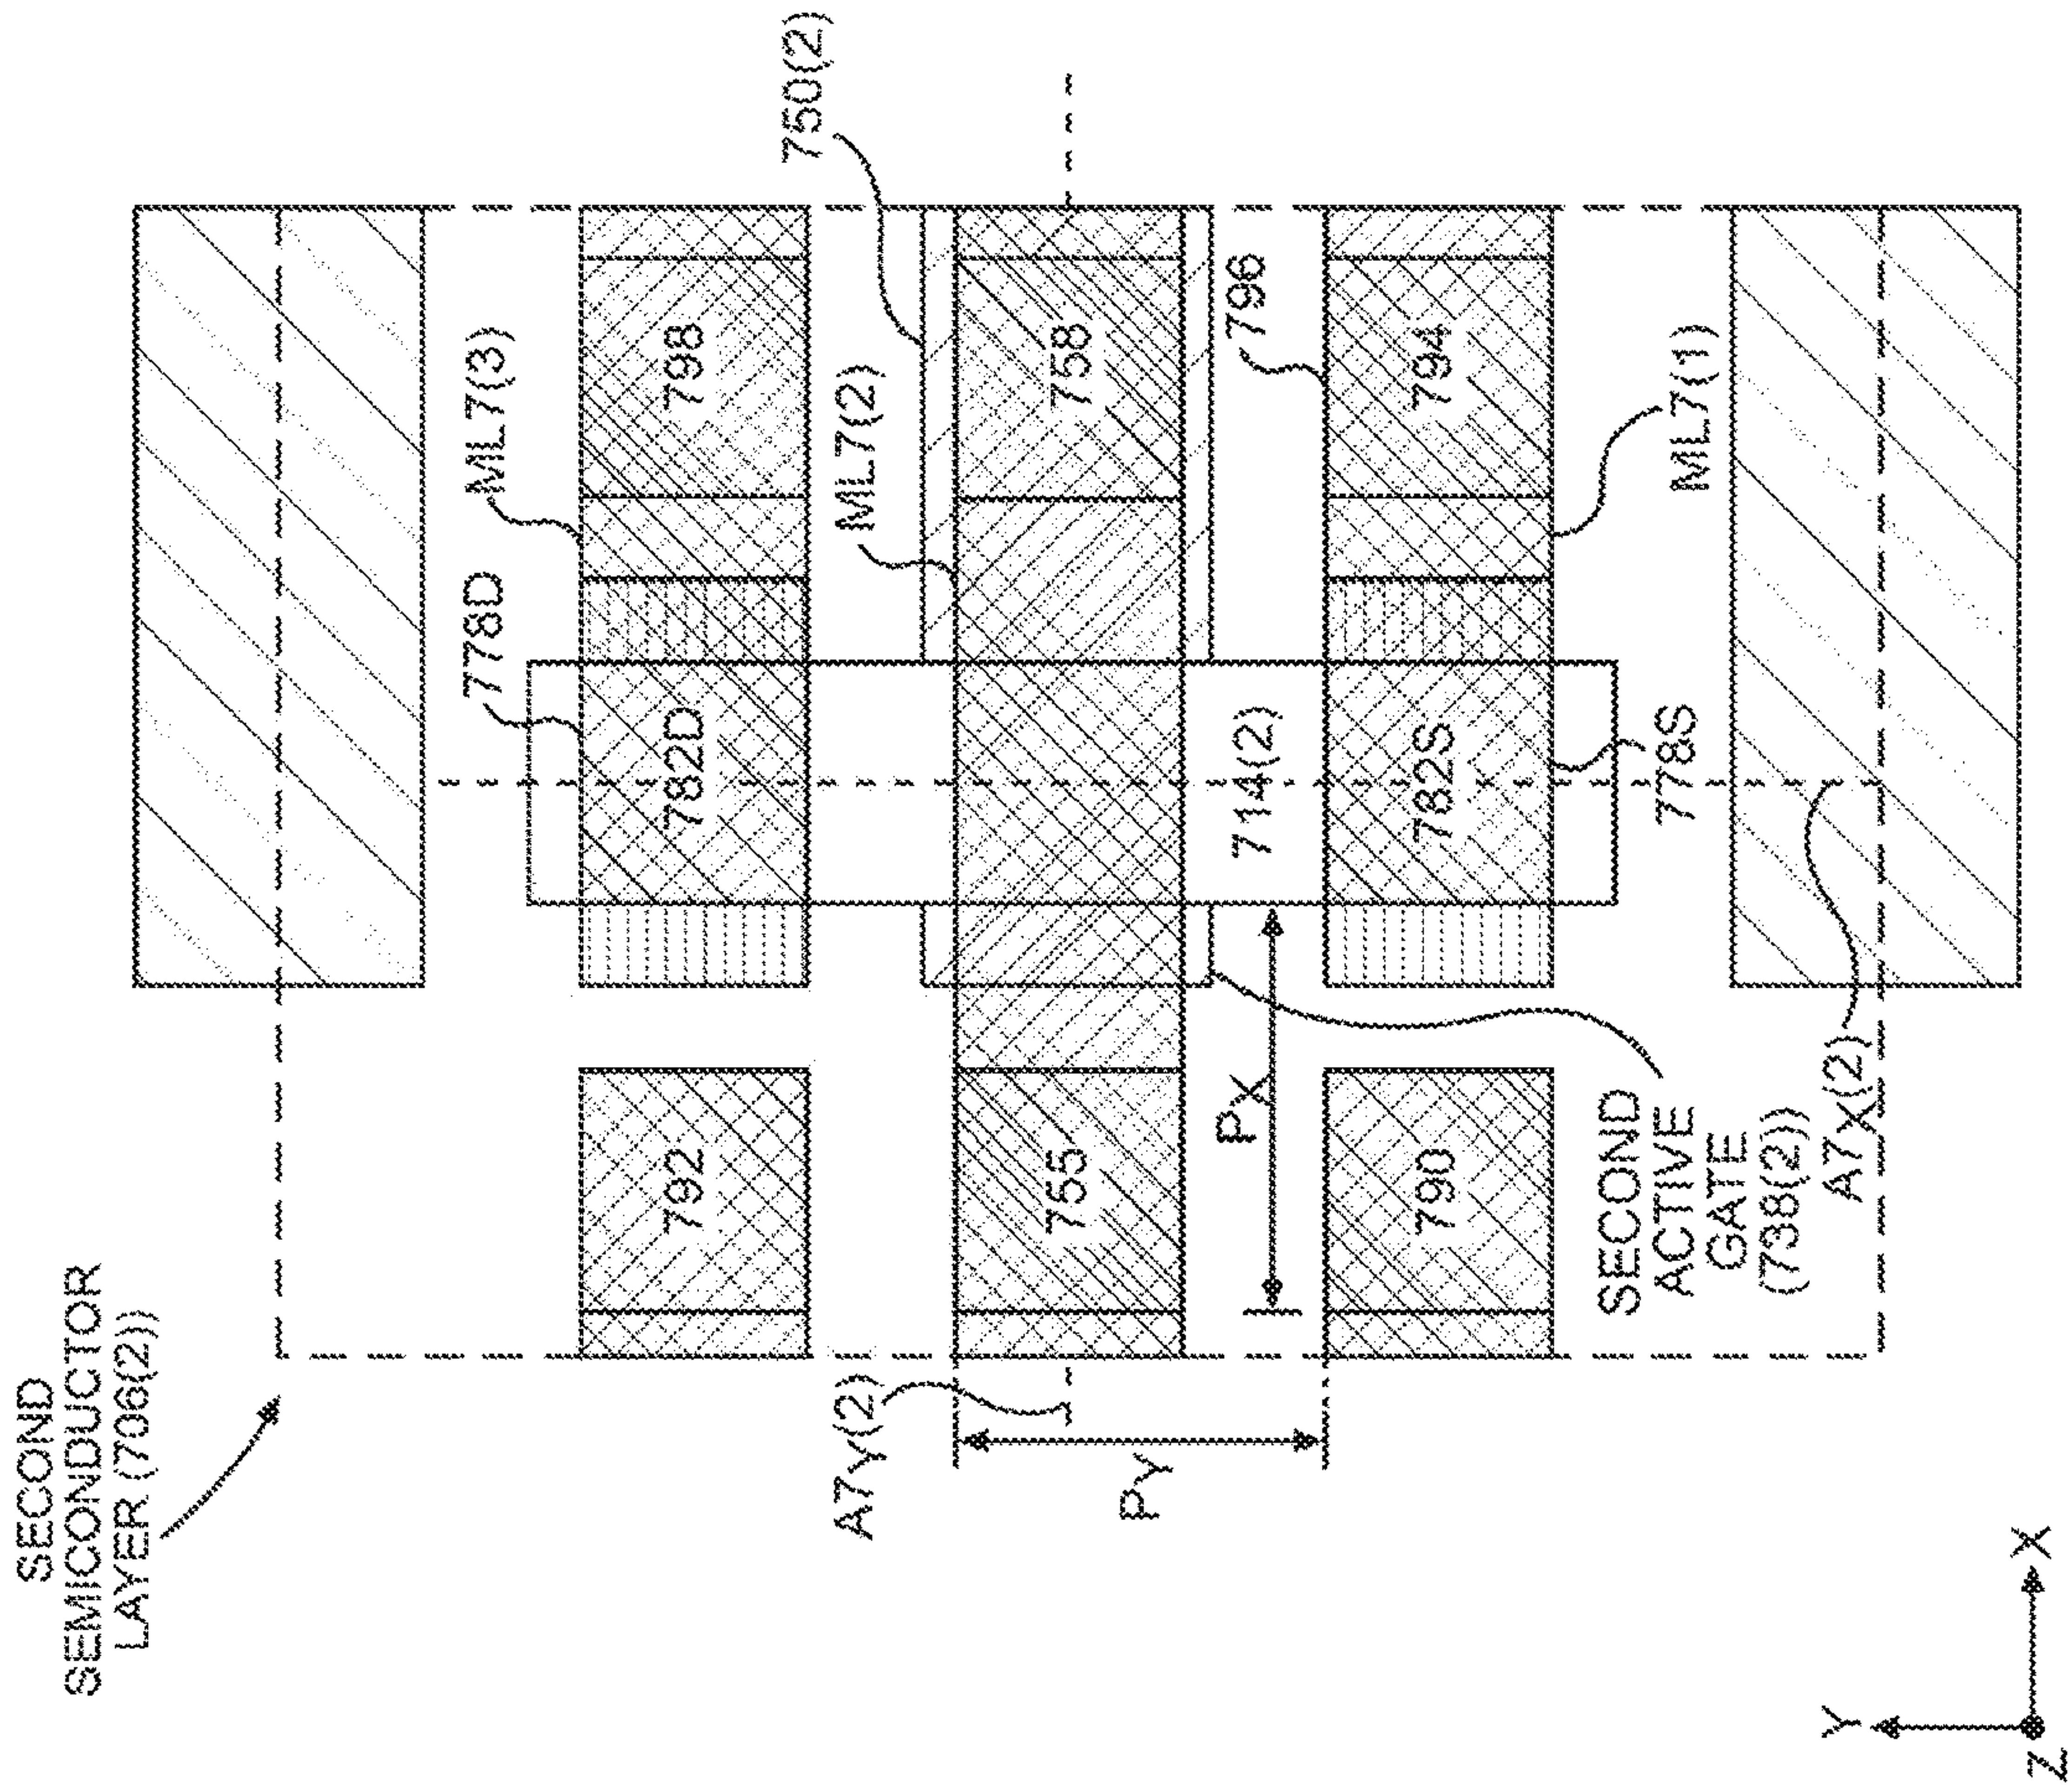 SECOND
SEMICONDUCTOR
LAYER (706(2))
750(2)
ML7(3)
778D
798
782D
792
ML7(2)
758
755
A7Y(2)
PY
796
714(2)
PX
794
782S
790
ML7(1)
778S
SECOND
ACTIVE
GATE
(738(2))
A7X(2)
Y
X
Z